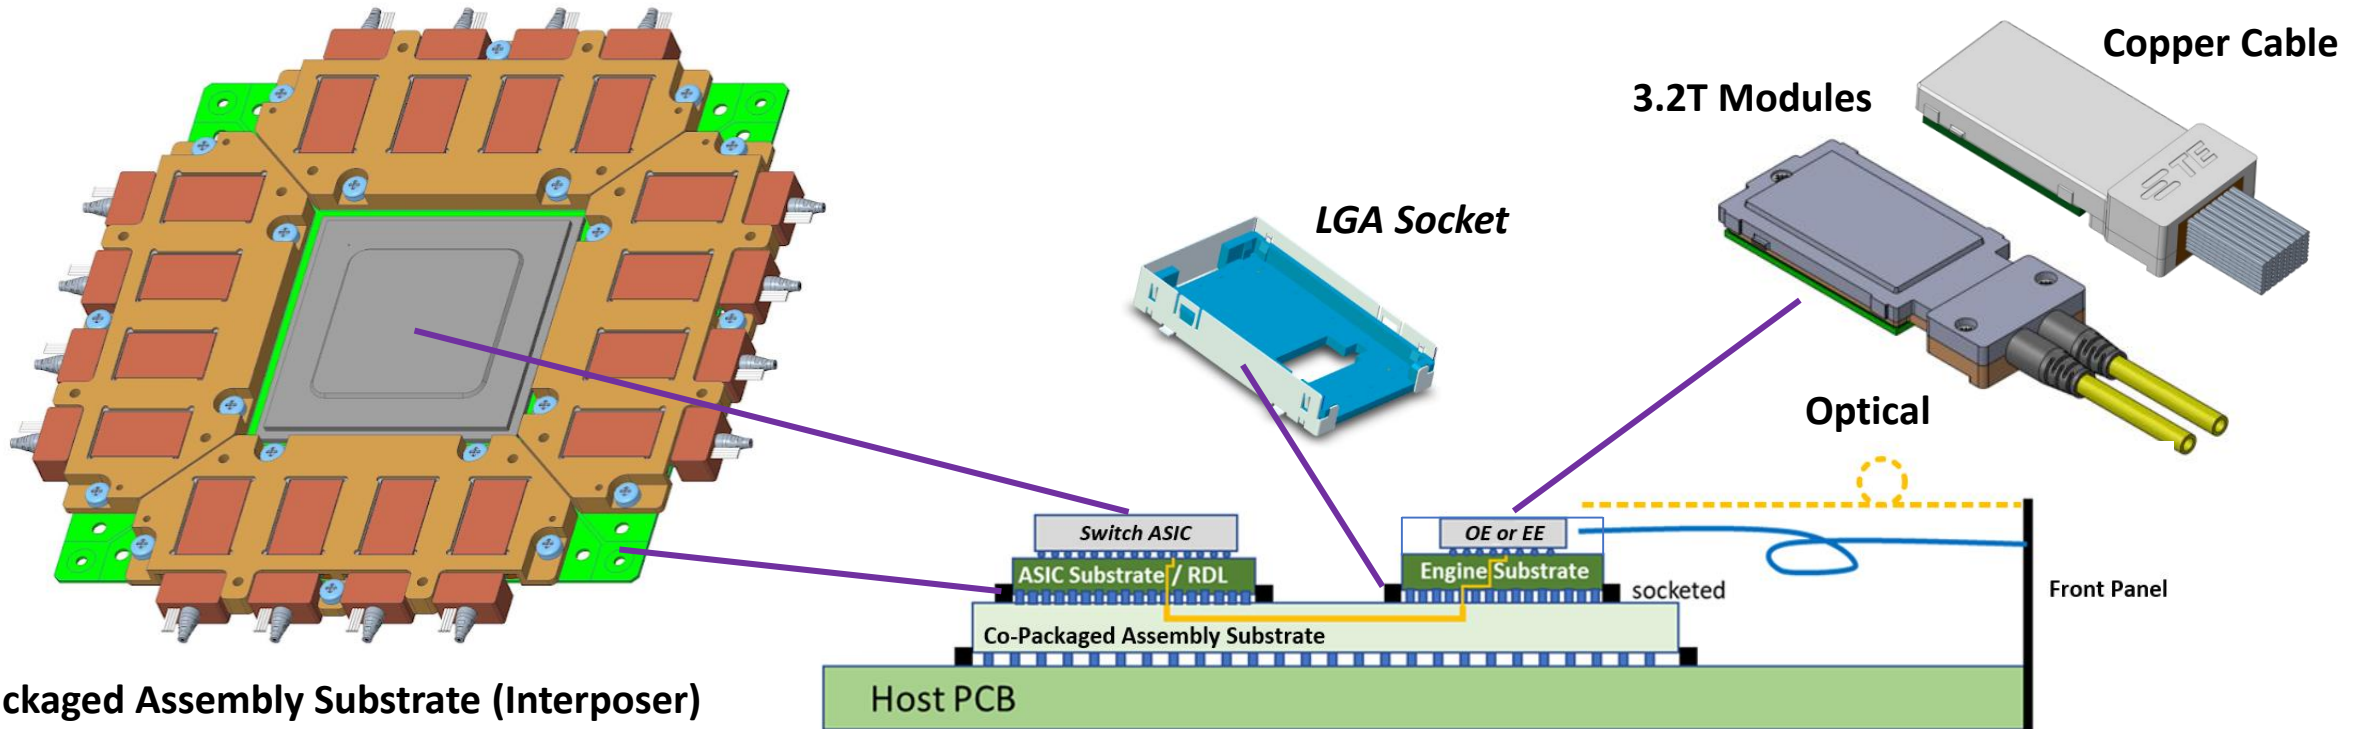 Copper Cable
3.2T Modules
TE
LGA Socket
Optical
Switch ASIC
OE or EE
ASIC Substrate / RDL
Engine Substrate
socketed
Front Panel
Co-Packaged Assembly Substrate
ckaged Assembly Substrate (Interposer)
Host PCB